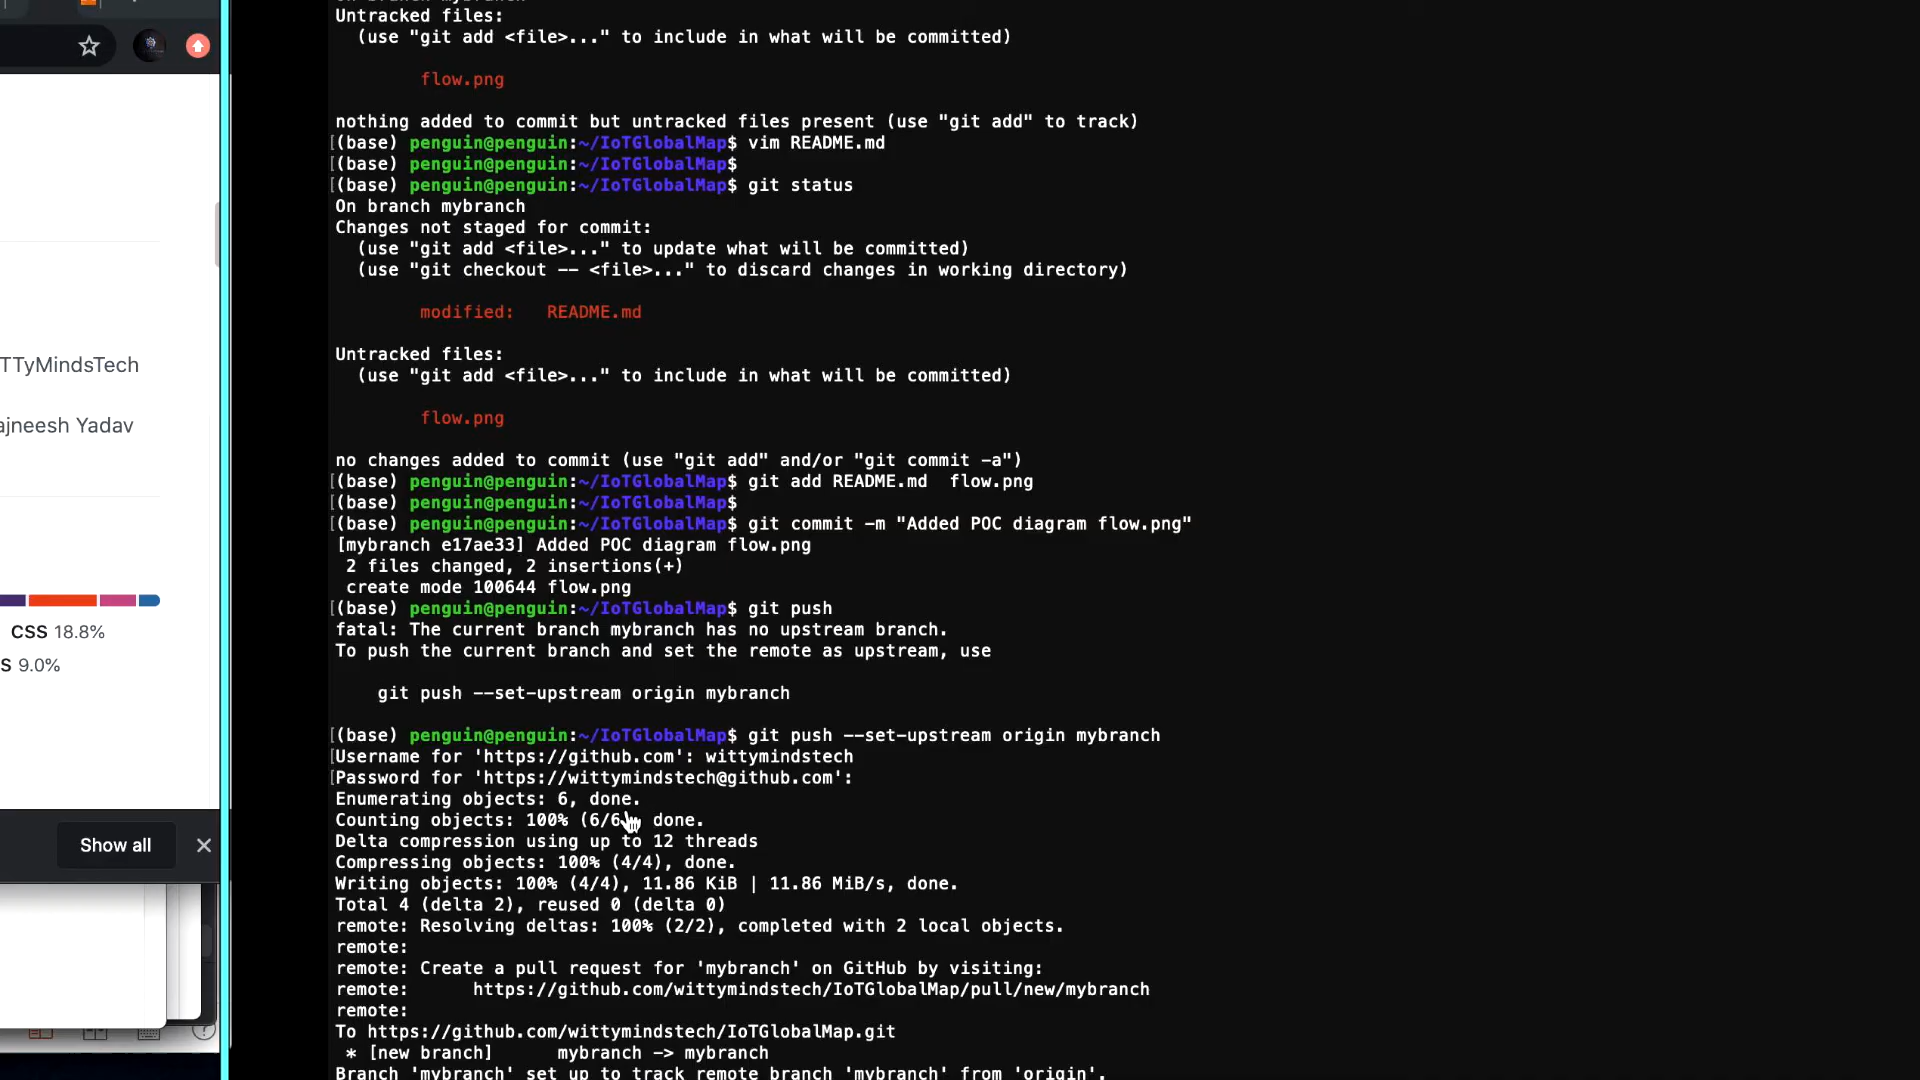 Untracked files:
(use "git add <file>..." to include in what will be committed)
flow.png
nothing added to commit but untracked files present (use "git add" to track)
[(base) penguin@penguin:~/IoTGlobalMap$ vim README.md
[(base) penguin@penguin:~/IoTGlobalMap$
[(base) penguin@penguin:~/IoTGlobalMap$ git status
On branch mybranch
Changes not staged for commit:
(use "git add <file>..." to update what will be committed)
(use "git checkout -- <file>..." to discard changes in working directory)
modified:   README.md
Untracked files:
(use "git add <file>..." to include in what will be committed)
flow.png
no changes added to commit (use "git add" and/or "git commit -a")
[(base) penguin@penguin:~/IoTGlobalMap$ git add README.md  flow.png
[(base) penguin@penguin:~/IoTGlobalMap$
[(base) penguin@penguin:~/IoTGlobalMap$ git commit -m "Added POC diagram flow.png"
[mybranch e17ae33] Added POC diagram flow.png
2 files changed, 2 insertions(+)
create mode 100644 flow.png
[(base) penguin@penguin:~/IoTGlobalMap$ git push
fatal: The current branch mybranch has no upstream branch.
To push the current branch and set the remote as upstream, use
git push --set-upstream origin mybranch
[(base) penguin@penguin:~/IoTGlobalMap$ git push --set-upstream origin mybranch
[Username for 'https://github.com': wittymindstech
[Password for 'https://wittymindstech@github.com':
Enumerating objects: 6, done.
Counting objects: 100% (6/6 done.
Delta compression using up to 12 threads
Compressing objects: 100% (4/4), done.
Writing objects: 100% (4/4), 11.86 KiB | 11.86 MiB/s, done.
Total 4 (delta 2), reused 0 (delta 0)
remote: Resolving deltas: 100% (2/2), completed with 2 local objects.
remote:
remote: Create a pull request for 'mybranch' on GitHub by visiting:
remote:      https://github.com/wittymindstech/IoTGlobalMap/pull/new/mybranch
remote:
To https://github.com/wittymindstech/IoTGlobalMap.git
* [new branch]      mybranch -> mybranch
Branch 'mybranch' set up to track remote branch 'mybranch' from 'origin'.
TTyMindsTech
ajneesh Yadav
CSS 18.8%
S 9.0%
Show all